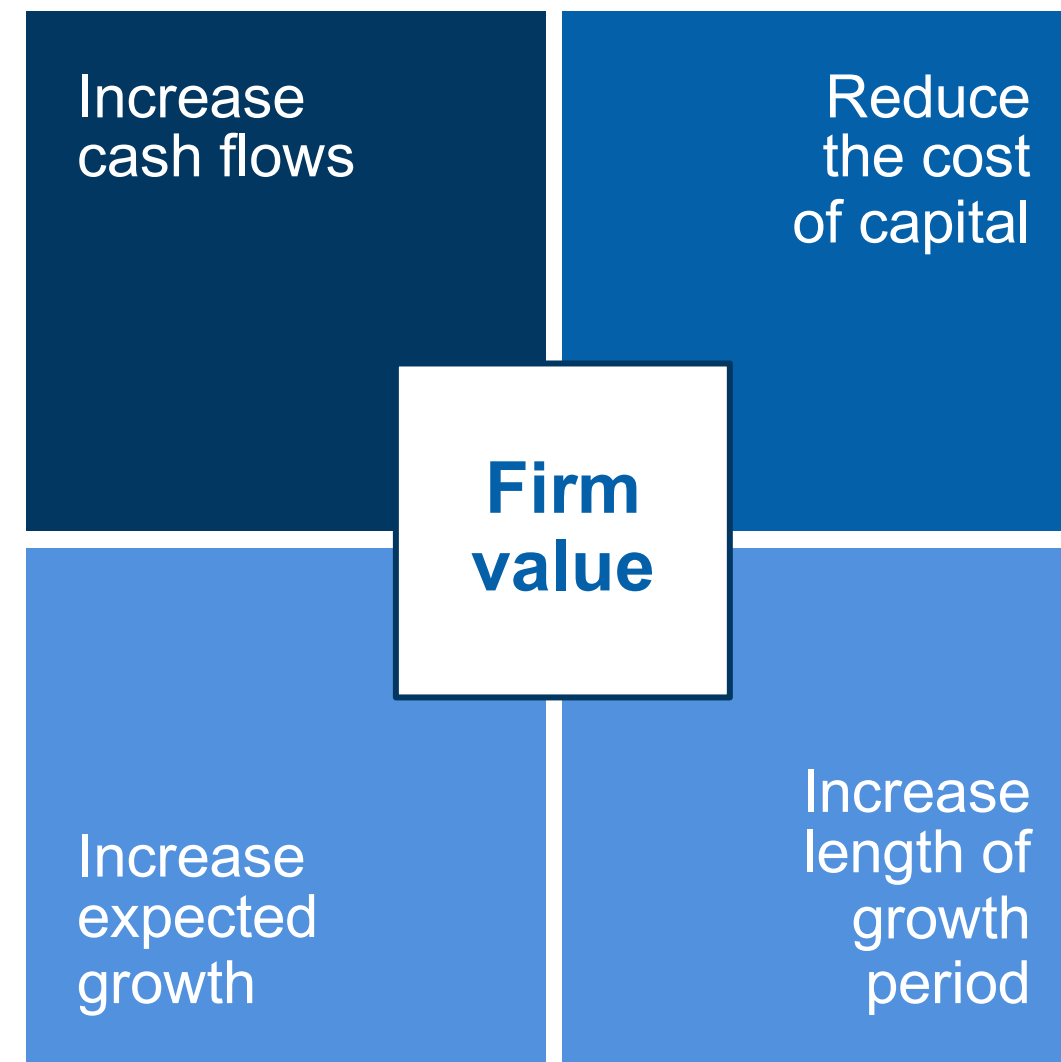 Increase
cash flows
Reduce
the cost
of capital
Firm
value
Increase
expected
growth
Increase
length of
growth
period